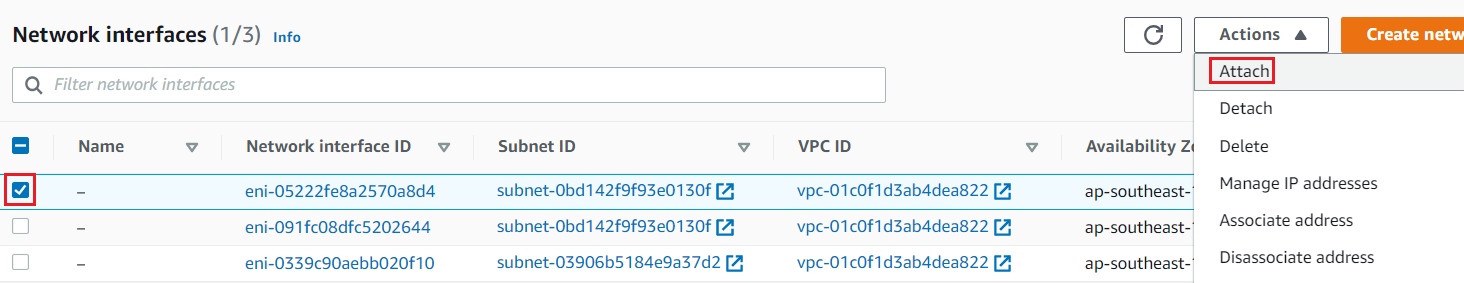 Network interfaces (1/3) Info
Actions
Create netw
Filter network interfaces
Attach
Detach
Delete
Manage IP addresses
Associate address
Disassociate address
Name Network interface ID Subnet ID VPC ID Availability Zo
– eni-05222fe8a2570a8d4 subnet-0bd142f9f93e0130f vpc-01c0f1d3ab4dea822 ap-southeast-1
– eni-091fc08dfc5202644 subnet-0bd142f9f93e0130f vpc-01c0f1d3ab4dea822 ap-southeast-1
– eni-0339c90aebb020f10 subnet-03906b5184e9a37d2 vpc-01c0f1d3ab4dea822 ap-southeast-1